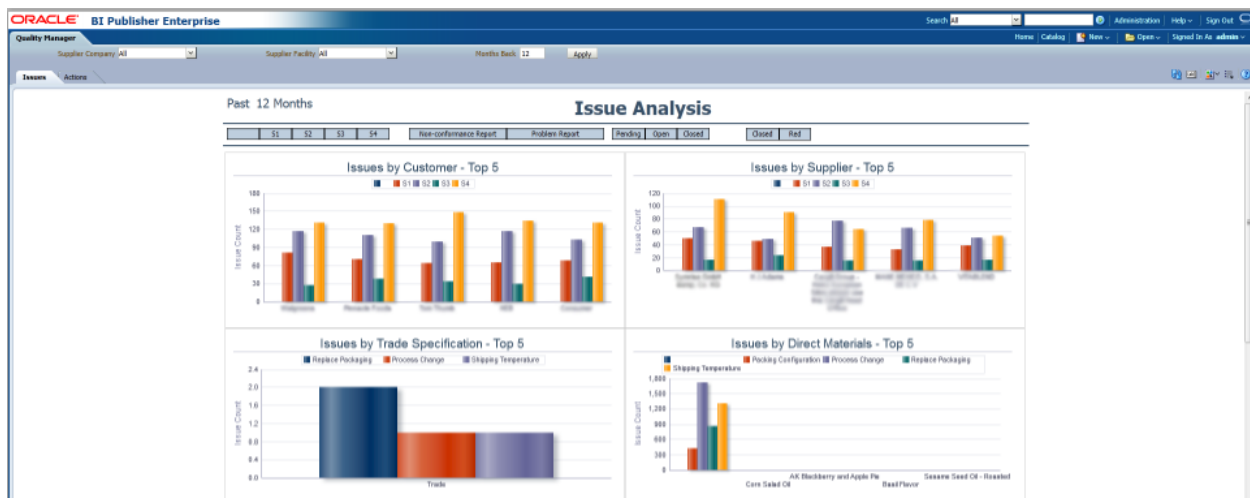 ORACLE® BI Publisher Enterprise Search All Administration Help Sign Out
Quality Manager Home Catalog New Open Signed In As admin
Supplier Company All Supplier Facility All Months Back 12 Apply
Issues Actions
Past 12 Months
Issue Analysis
S1 S2 S3 S4 Non-conformance Report Problem Report Pending Open Closed Closed Red
Issues by Customer - Top 5
S1 S2 S3 S4
180
150
120
90
60
30
0
Issue Count
Issues by Supplier - Top 5
S1 S2 S3 S4
120
100
80
60
40
20
0
Issue Count
Issues by Trade Specification - Top 5
Replace Packaging Process Change Shipping Temperature
2.4
2.0
1.6
1.2
0.8
0.4
0.0
Issue Count
Trade
Issues by Direct Materials - Top 5
Packing Configuration Process Change Replace Packaging
Shipping Temperature
1,800
1,500
1,200
900
600
300
0
Issue Count
AK Blackberry and Apple Pie Sesame Seed Oil - Roasted
Corn Salad Oil Basil Flavor